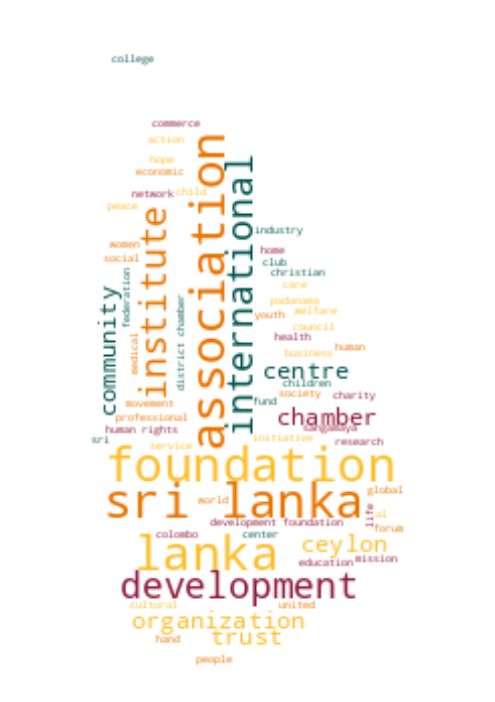 college
commerce
action
association
hope
international
economic
network
child
peace
institute
industry
women
home
social
club
federation
christian
care
community
district chamber
padanama
welfare
youth
council
medical
health
human
business
centre
children
society
charity
fund
movement
chamber
professional
human rights
sangamaya
sri
initiative
research
service
foundation
sri lanka
global
world
life
al
development foundation
forum
colombo
center
lanka
ceylon
mission
education
development
cultural
united
organization
trust
hand
people